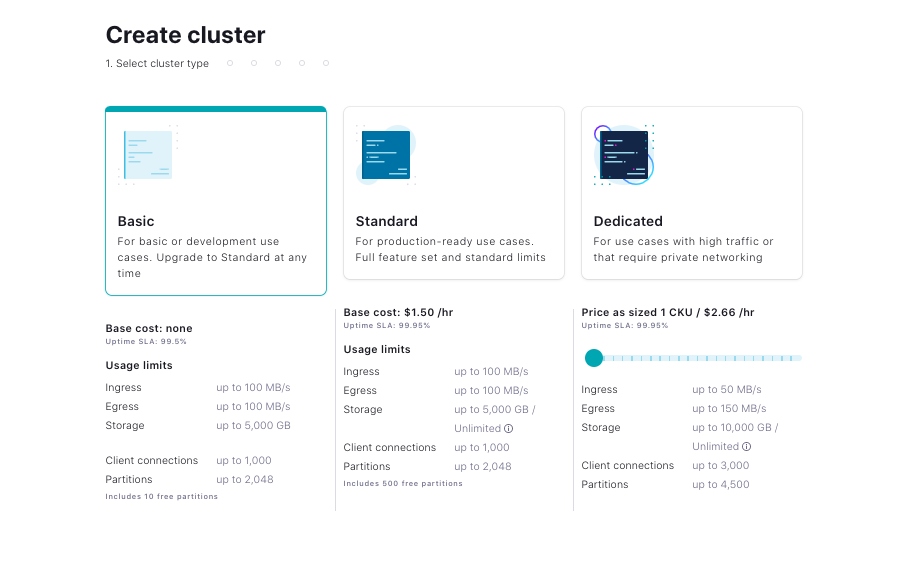 Create cluster
1. Select cluster type
Basic
For basic or development use
cases. Upgrade to Standard at any
time
Standard
For production-ready use cases.
Full feature set and standard limits
Dedicated
For use cases with high traffic or
that require private networking
Base cost: none
Uptime SLA: 99.5%
Usage limits
Ingress up to 100 MB/s
Egress up to 100 MB/s
Storage up to 5,000 GB
Client connections up to 1,000
Partitions up to 2,048
Includes 10 free partitions
Base cost: $1.50 /hr
Uptime SLA: 99.95%
Usage limits
Ingress up to 100 MB/s
Egress up to 100 MB/s
Storage up to 5,000 GB /
Unlimited
Client connections up to 1,000
Partitions up to 2,048
Includes 500 free partitions
Price as sized 1 CKU / $2.66 /hr
Uptime SLA: 99.95%
Ingress up to 50 MB/s
Egress up to 150 MB/s
Storage up to 10,000 GB /
Unlimited
Client connections up to 3,000
Partitions up to 4,500